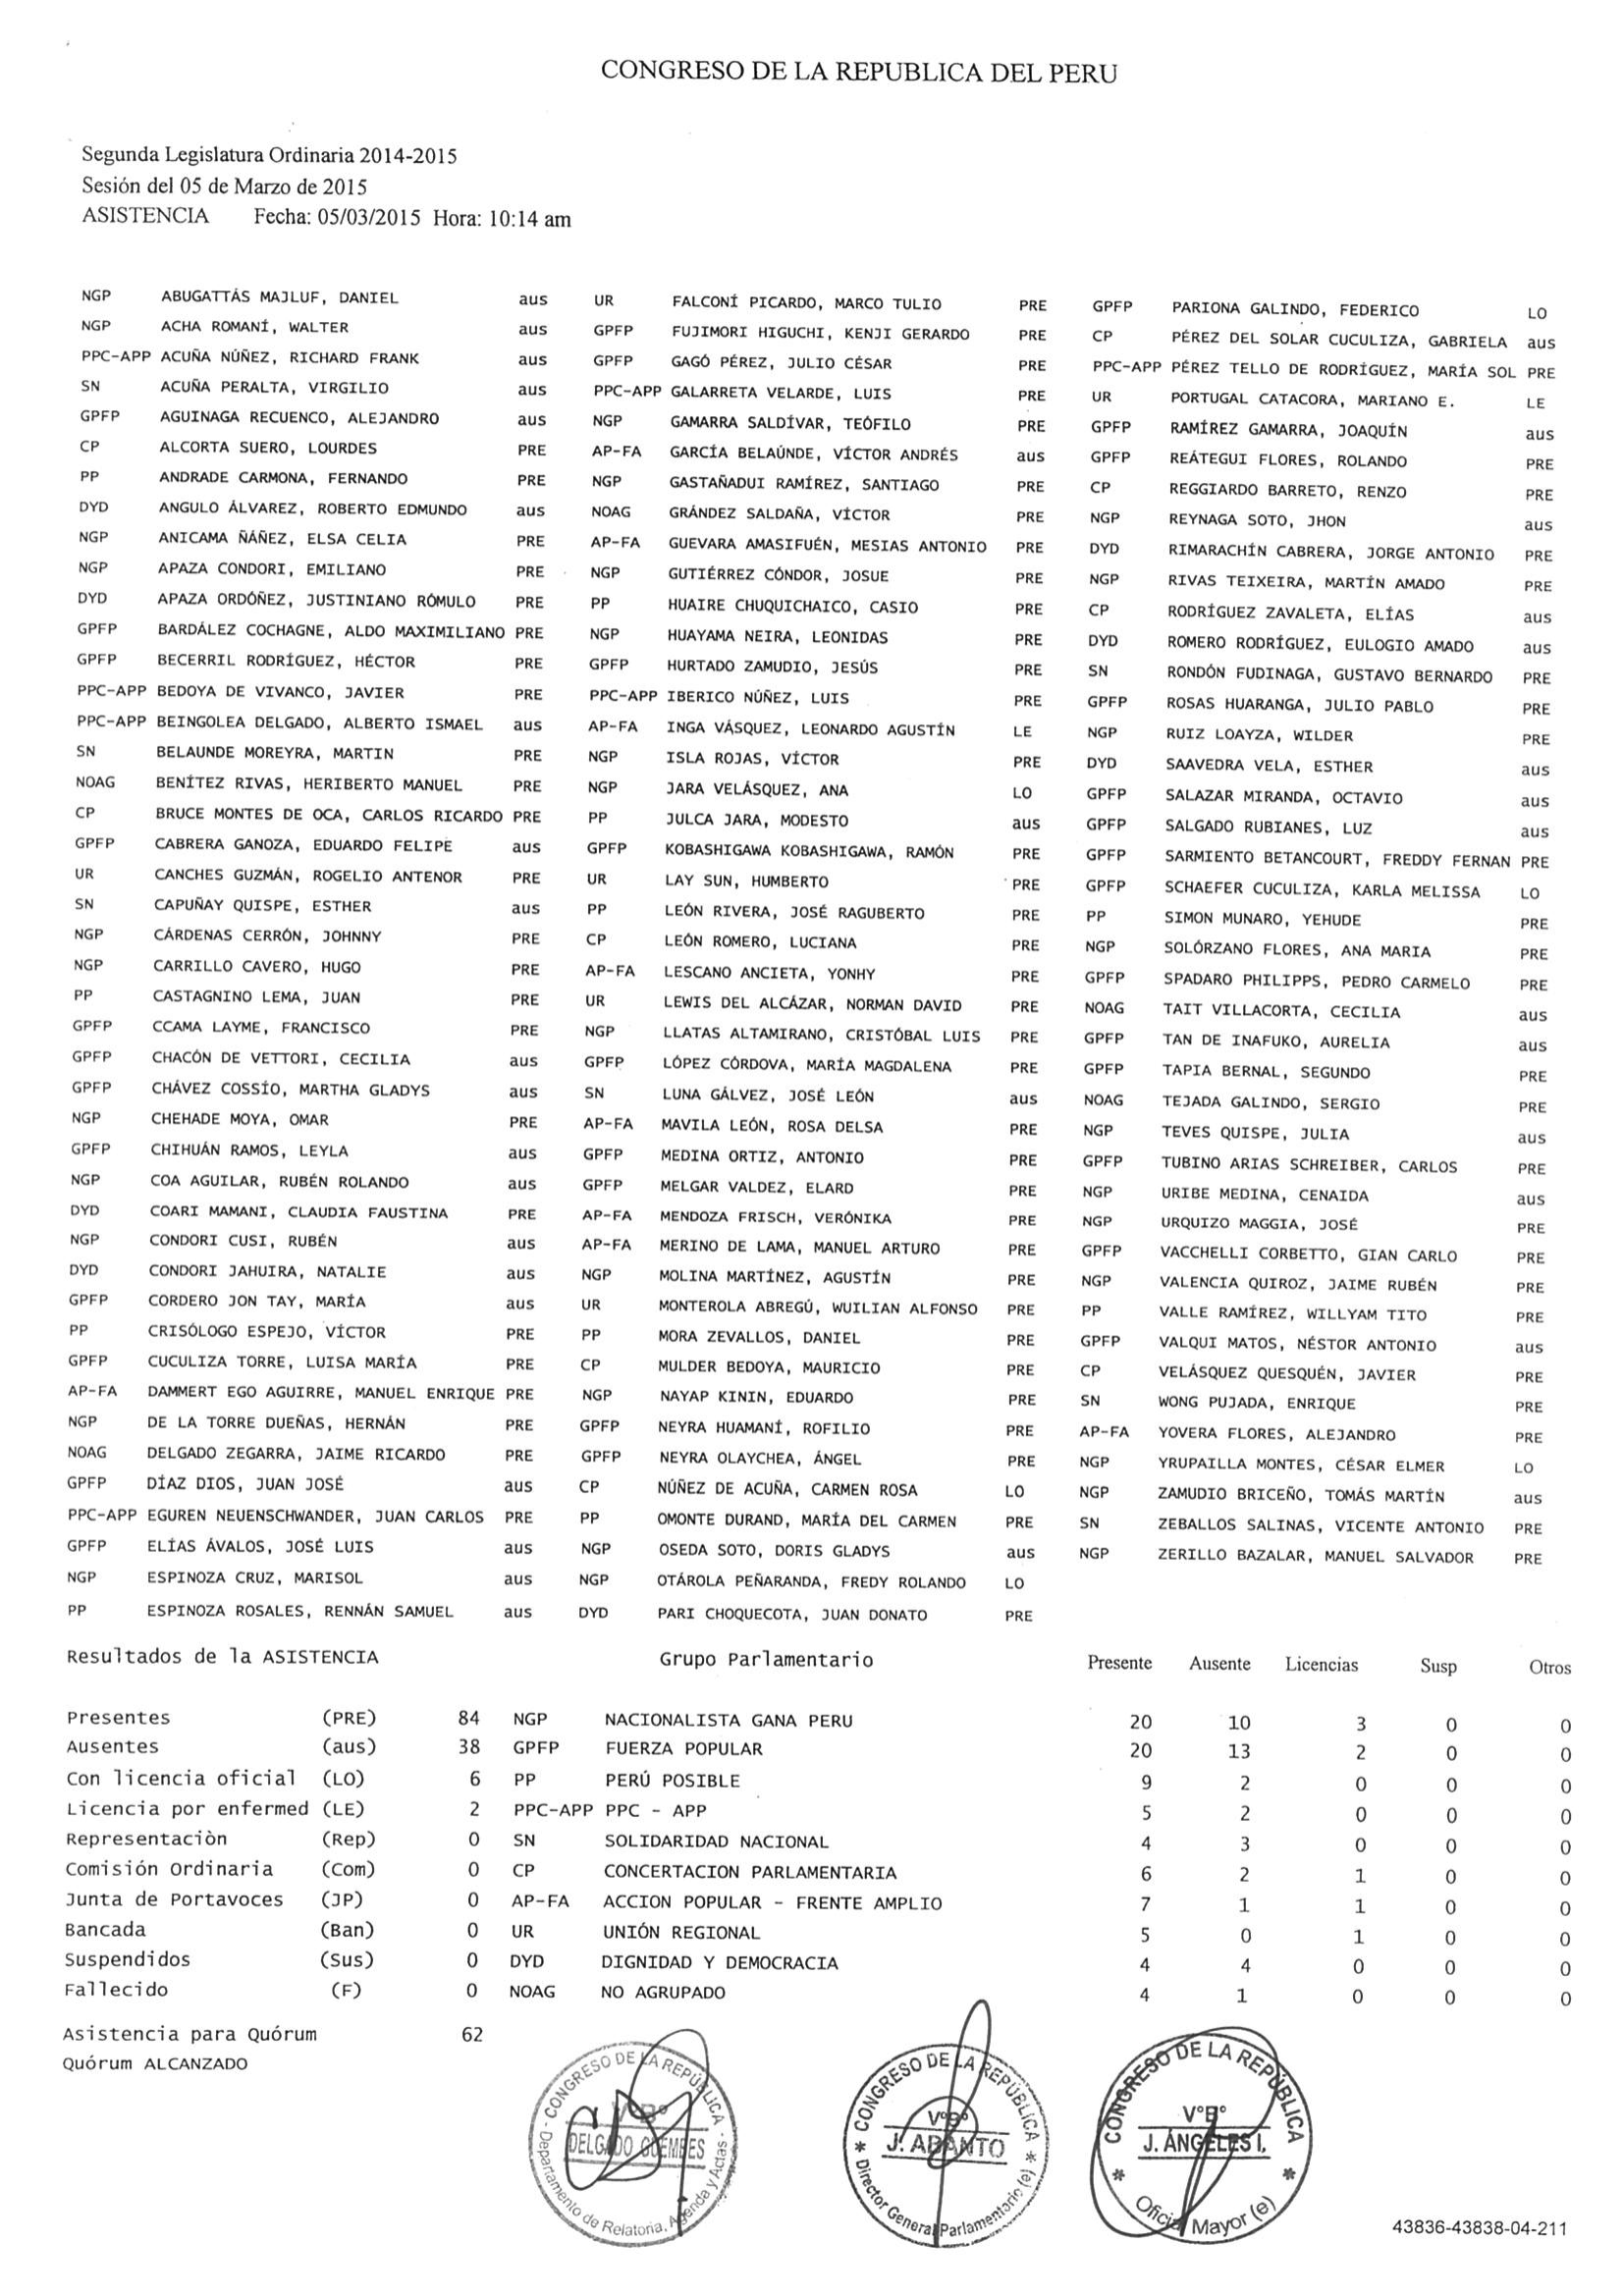 CONGRESO DE LA REPUBLICA DEL PERU
Segunda Legislatura Ordinaria 2014-2015
Sesión del 05 de Marzo de 2015
ASISTENCIA Fecha: 05/03/2015 Hora: 10:14 am
NGP ABUGATTÁS MAJLUF, DANIEL aus UR FALCONÍ PICARDO, MARCO TULIO PRE GPFP PARIONA GALINDO, FEDERICO LO
NGP ACHA ROMANÍ, WALTER aus GPFP FUJIMORI HIGUCHI, KENJI GERARDO PRE CP PÉREZ DEL SOLAR CUCULIZA, GABRIELA aus
PPC-APP ACUÑA NÚÑEZ, RICHARD FRANK aus GPFP GAGÓ PÉREZ, JULIO CÉSAR PRE PPC-APP PÉREZ TELLO DE RODRÍGUEZ, MARÍA SOL PRE
SN ACUÑA PERALTA, VIRGILIO aus PPC-APP GALARRETA VELARDE, LUIS PRE UR PORTUGAL CATACORA, MARIANO E. LE
GPFP AGUINAGA RECUENCO, ALEJANDRO aus NGP GAMARRA SALDÍVAR, TEÓFILO PRE GPFP RAMÍREZ GAMARRA, JOAQUÍN aus
CP ALCORTA SUERO, LOURDES PRE AP-FA GARCÍA BELAÚNDE, VÍCTOR ANDRÉS aus GPFP REÁTEGUI FLORES, ROLANDO PRE
PP ANDRADE CARMONA, FERNANDO PRE NGP GASTAÑADUI RAMÍREZ, SANTIAGO PRE CP REGGIARDO BARRETO, RENZO PRE
DYD ANGULO ÁLVAREZ, ROBERTO EDMUNDO aus NOAG GRÁNDEZ SALDAÑA, VÍCTOR PRE NGP REYNAGA SOTO, JHON aus
NGP ANICAMA ÑÁÑEZ, ELSA CELIA PRE AP-FA GUEVARA AMASIFUÉN, MESIAS ANTONIO PRE DYD RIMARACHÍN CABRERA, JORGE ANTONIO PRE
NGP APAZA CONDORI, EMILIANO PRE NGP GUTIÉRREZ CÓNDOR, JOSUE PRE NGP RIVAS TEIXEIRA, MARTÍN AMADO PRE
DYD APAZA ORDÓÑEZ, JUSTINIANO RÓMULO PRE PP HUAIRE CHUQUICHAICO, CASIO PRE CP RODRÍGUEZ ZAVALETA, ELÍAS aus
GPFP BARDÁLEZ COCHAGNE, ALDO MAXIMILIANO PRE NGP HUAYAMA NEIRA, LEONIDAS PRE DYD ROMERO RODRÍGUEZ, EULOGIO AMADO aus
GPFP BECERRIL RODRÍGUEZ, HÉCTOR PRE GPFP HURTADO ZAMUDIO, JESÚS PRE SN RONDÓN FUDINAGA, GUSTAVO BERNARDO PRE
PPC-APP BEDOYA DE VIVANCO, JAVIER PRE PPC-APP IBERICO NÚÑEZ, LUIS PRE GPFP ROSAS HUARANGA, JULIO PABLO PRE
PPC-APP BEINGOLEA DELGADO, ALBERTO ISMAEL aus AP-FA INGA VÁSQUEZ, LEONARDO AGUSTÍN LE NGP RUIZ LOAYZA, WILDER PRE
SN BELAUNDE MOREYRA, MARTIN PRE NGP ISLA ROJAS, VÍCTOR PRE DYD SAAVEDRA VELA, ESTHER aus
NOAG BENÍTEZ RIVAS, HERIBERTO MANUEL PRE NGP JARA VELÁSQUEZ, ANA LO GPFP SALAZAR MIRANDA, OCTAVIO aus
CP BRUCE MONTES DE OCA, CARLOS RICARDO PRE PP JULCA JARA, MODESTO aus GPFP SALGADO RUBIANES, LUZ aus
GPFP CABRERA GANOZA, EDUARDO FELIPE aus GPFP KOBASHIGAWA KOBASHIGAWA, RAMÓN PRE GPFP SARMIENTO BETANCOURT, FREDDY FERNAN PRE
UR CANCHES GUZMÁN, ROGELIO ANTENOR PRE UR LAY SUN, HUMBERTO PRE GPFP SCHAEFER CUCULIZA, KARLA MELISSA LO
SN CAPUÑAY QUISPE, ESTHER aus PP LEÓN RIVERA, JOSÉ RAGUBERTO PRE PP SIMON MUNARO, YEHUDE PRE
NGP CÁRDENAS CERRÓN, JOHNNY PRE CP LEÓN ROMERO, LUCIANA PRE NGP SOLÓRZANO FLORES, ANA MARIA PRE
NGP CARRILLO CAVERO, HUGO PRE AP-FA LESCANO ANCIETA, YONHY PRE GPFP SPADARO PHILIPPS, PEDRO CARMELO PRE
PP CASTAGNINO LEMA, JUAN PRE UR LEWIS DEL ALCÁZAR, NORMAN DAVID PRE NOAG TAIT VILLACORTA, CECILIA aus
GPFP CCAMA LAYME, FRANCISCO PRE NGP LLATAS ALTAMIRANO, CRISTÓBAL LUIS PRE GPFP TAN DE INAFUKO, AURELIA aus
GPFP CHACÓN DE VETTORI, CECILIA aus GPFP LÓPEZ CÓRDOVA, MARÍA MAGDALENA PRE GPFP TAPIA BERNAL, SEGUNDO PRE
GPFP CHÁVEZ COSSÍO, MARTHA GLADYS aus SN LUNA GÁLVEZ, JOSÉ LEÓN aus NOAG TEJADA GALINDO, SERGIO PRE
NGP CHEHADE MOYA, OMAR PRE AP-FA MAVILA LEÓN, ROSA DELSA PRE NGP TEVES QUISPE, JULIA aus
GPFP CHIHUÁN RAMOS, LEYLA aus GPFP MEDINA ORTIZ, ANTONIO PRE GPFP TUBINO ARIAS SCHREIBER, CARLOS PRE
NGP COA AGUILAR, RUBÉN ROLANDO aus GPFP MELGAR VALDEZ, ELARD PRE NGP URIBE MEDINA, CENAIDA aus
DYD COARI MAMANI, CLAUDIA FAUSTINA PRE AP-FA MENDOZA FRISCH, VERÓNIKA PRE NGP URQUIZO MAGGIA, JOSÉ PRE
NGP CONDORI CUSI, RUBÉN aus AP-FA MERINO DE LAMA, MANUEL ARTURO PRE GPFP VACCHELLI CORBETTO, GIAN CARLO PRE
DYD CONDORI JAHUIRA, NATALIE aus NGP MOLINA MARTÍNEZ, AGUSTÍN PRE NGP VALENCIA QUIROZ, JAIME RUBÉN PRE
GPFP CORDERO JON TAY, MARÍA aus UR MONTEROLA ABREGÚ, WUILIAN ALFONSO PRE PP VALLE RAMÍREZ, WILLYAM TITO PRE
PP CRISÓLOGO ESPEJO, VÍCTOR PRE PP MORA ZEVALLOS, DANIEL PRE GPFP VALQUI MATOS, NÉSTOR ANTONIO aus
GPFP CUCULIZA TORRE, LUISA MARÍA PRE CP MULDER BEDOYA, MAURICIO PRE CP VELÁSQUEZ QUESQUÉN, JAVIER PRE
AP-FA DAMMERT EGO AGUIRRE, MANUEL ENRIQUE PRE NGP NAYAP KININ, EDUARDO PRE SN WONG PUJADA, ENRIQUE PRE
NGP DE LA TORRE DUEÑAS, HERNÁN PRE GPFP NEYRA HUAMANÍ, ROFILIO PRE AP-FA YOVERA FLORES, ALEJANDRO PRE
NOAG DELGADO ZEGARRA, JAIME RICARDO PRE GPFP NEYRA OLAYCHEA, ÁNGEL PRE NGP YRUPAILLA MONTES, CÉSAR ELMER LO
GPFP DÍAZ DIOS, JUAN JOSÉ aus CP NÚÑEZ DE ACUÑA, CARMEN ROSA LO NGP ZAMUDIO BRICEÑO, TOMÁS MARTÍN aus
PPC-APP EGUREN NEUENSCHWANDER, JUAN CARLOS PRE PP OMONTE DURAND, MARÍA DEL CARMEN PRE SN ZEBALLOS SALINAS, VICENTE ANTONIO PRE
GPFP ELÍAS ÁVALOS, JOSÉ LUIS aus NGP OSEDA SOTO, DORIS GLADYS aus NGP ZERILLO BAZALAR, MANUEL SALVADOR PRE
NGP ESPINOZA CRUZ, MARISOL aus NGP OTÁROLA PEÑARANDA, FREDY ROLANDO LO
PP ESPINOZA ROSALES, RENNÁN SAMUEL aus DYD PARI CHOQUECOTA, JUAN DONATO PRE
Resultados de la ASISTENCIA Grupo Parlamentario Presente Ausente Licencias Susp Otros
Presentes (PRE) 84 NGP NACIONALISTA GANA PERU 20 10 3 0 0
Ausentes (aus) 38 GPFP FUERZA POPULAR 20 13 2 0 0
Con licencia oficial (LO) 6 PP PERÚ POSIBLE 9 2 0 0 0
Licencia por enfermed (LE) 2 PPC-APP PPC - APP 5 2 0 0 0
Representaciòn (Rep) 0 SN SOLIDARIDAD NACIONAL 4 3 0 0 0
Comisión Ordinaria (Com) 0 CP CONCERTACION PARLAMENTARIA 6 2 1 0 0
Junta de Portavoces (JP) 0 AP-FA ACCION POPULAR - FRENTE AMPLIO 7 1 1 0 0
Bancada (Ban) 0 UR UNIÓN REGIONAL 5 0 1 0 0
Suspendidos (Sus) 0 DYD DIGNIDAD Y DEMOCRACIA 4 4 0 0 0
Fallecido (F) 0 NOAG NO AGRUPADO 4 1 0 0 0
Asistencia para Quórum 62
Quórum ALCANZADO
CONGRESO DE LA REPÚBLICA
V°B°
DELGADO GUEMBES
Departamento de Relatoria, Agenda y Actas
CONGRESO DE LA REPÚBLICA
V°B°
J. ABANTO
Director General Parlamentario (e)
CONGRESO DE LA REPÚBLICA
V°B°
J. ÁNGELES I.
Oficial Mayor (e)
43836-43838-04-211